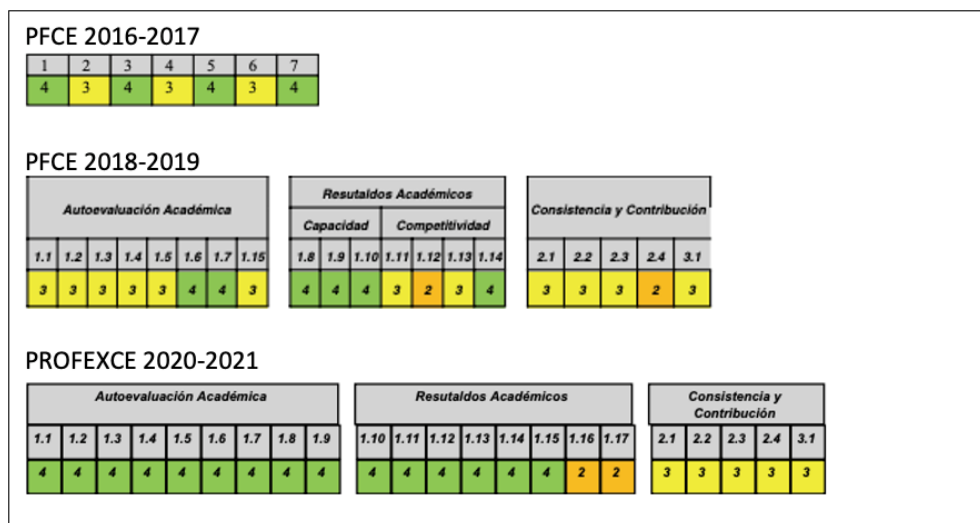 PFCE 2016-2017
1 2 3 4 5 6 7
4 3 4 3 4 3 4
PFCE 2018-2019
Autoevaluación Académica
1.1 1.2 1.3 1.4 1.5 1.6 1.7 1.15
3 3 3 3 3 4 4 3
Resutaldos Académicos
Capacidad Competitividad
1.8 1.9 1.10 1.11 1.12 1.13 1.14
4 4 4 3 2 3 4
Consistencia y Contribución
2.1 2.2 2.3 2.4 3.1
3 3 3 2 3
PROFEXCE 2020-2021
Autoevaluación Académica
1.1 1.2 1.3 1.4 1.5 1.6 1.7 1.8 1.9
4 4 4 4 4 4 4 4 4
Resutaldos Académicos
1.10 1.11 1.12 1.13 1.14 1.15 1.16 1.17
4 4 4 4 4 4 2 2
Consistencia y
Contribución
2.1 2.2 2.3 2.4 3.1
3 3 3 3 3